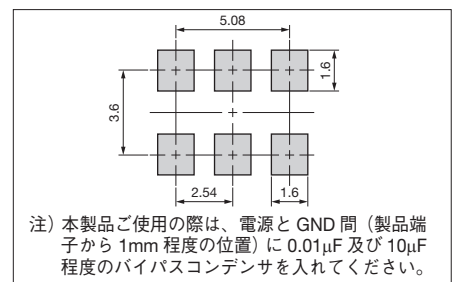 5.08
1.6
3.6
2.54
1.6
注）本製品ご使用の際は、電源と GND 間（製品端
子から 1mm 程度の位置）に 0.01μF 及び 10μF
程度のバイパスコンデンサを入れてください。